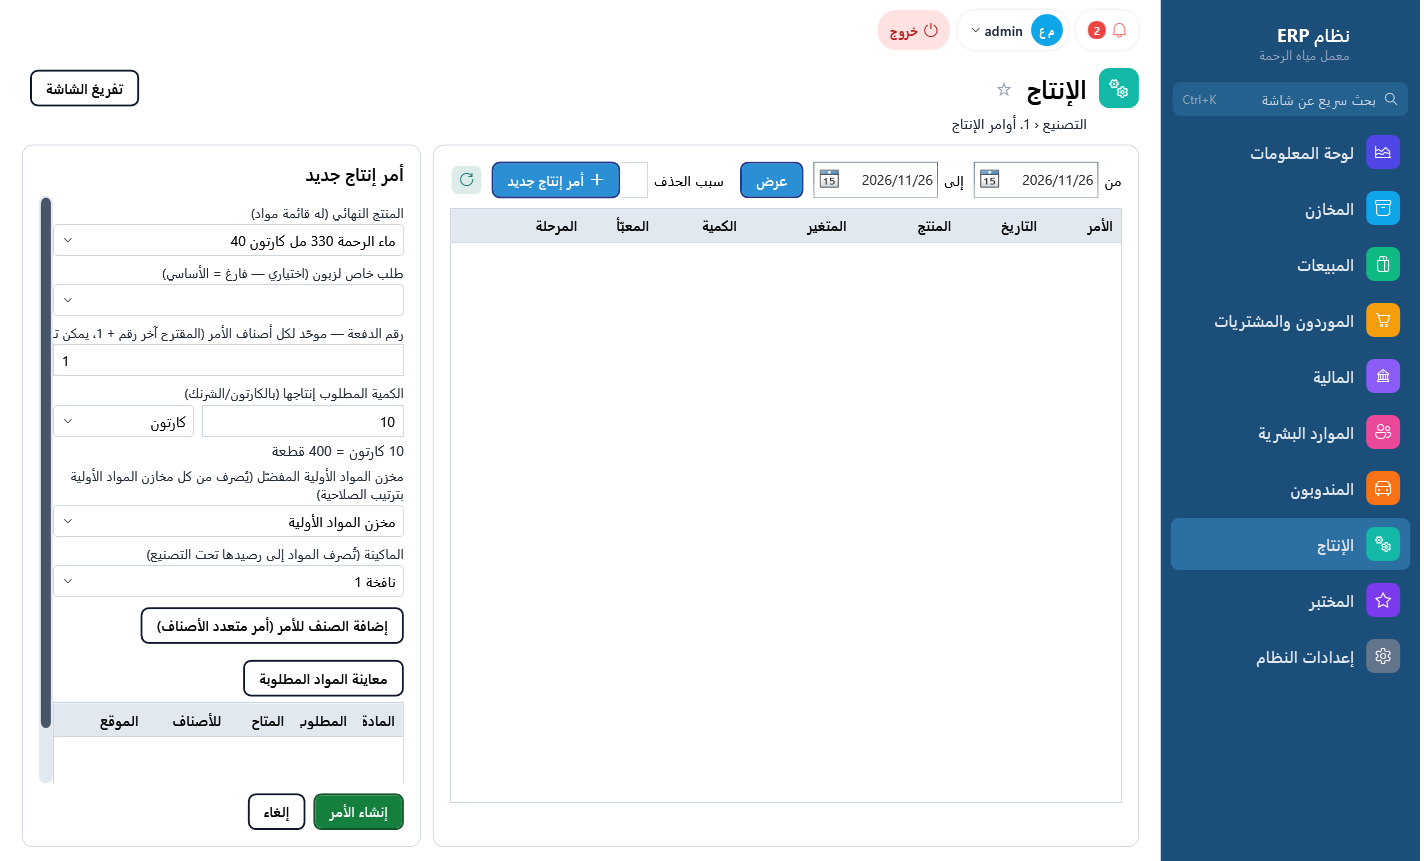 نظام ERP
معمل مياه الرحمة
بحث سريع عن شاشة
Ctrl+K
لوحة المعلومات
المخازن
المبيعات
الموردون والمشتريات
المالية
الموارد البشرية
المندوبون
الإنتاج
المختبر
إعدادات النظام
2
م ع
admin
خروج
الإنتاج
التصنيع › 1. أوامر الإنتاج
تفريغ الشاشة
من 2026/11/26 15 إلى 2026/11/26 15 عرض سبب الحذف أمر إنتاج جديد
الأمر التاريخ المنتج المتغير الكمية المعبّأ المرحلة
أمر إنتاج جديد
المنتج النهائي (له قائمة مواد)
ماء الرحمة 330 مل كارتون 40
طلب خاص لزبون (اختياري — فارغ = الأساسي)
رقم الدفعة — موحّد لكل أصناف الأمر (المقترح آخر رقم + 1، يمكن
1
الكمية المطلوب إنتاجها (بالكارتون/الشرنك)
10 كارتون
10 كارتون = 400 قطعة
مخزن المواد الأولية المفضّل (يُصرف من كل مخازن المواد الأولية
بترتيب الصلاحية)
مخزن المواد الأولية
الماكينة (تُصرف المواد إلى رصيدها تحت التصنيع)
نافخة 1
إضافة الصنف للأمر (أمر متعدد الأصناف)
معاينة المواد المطلوبة
المادة المطلوب المتاح للأصناف الموقع
إنشاء الأمر إلغاء